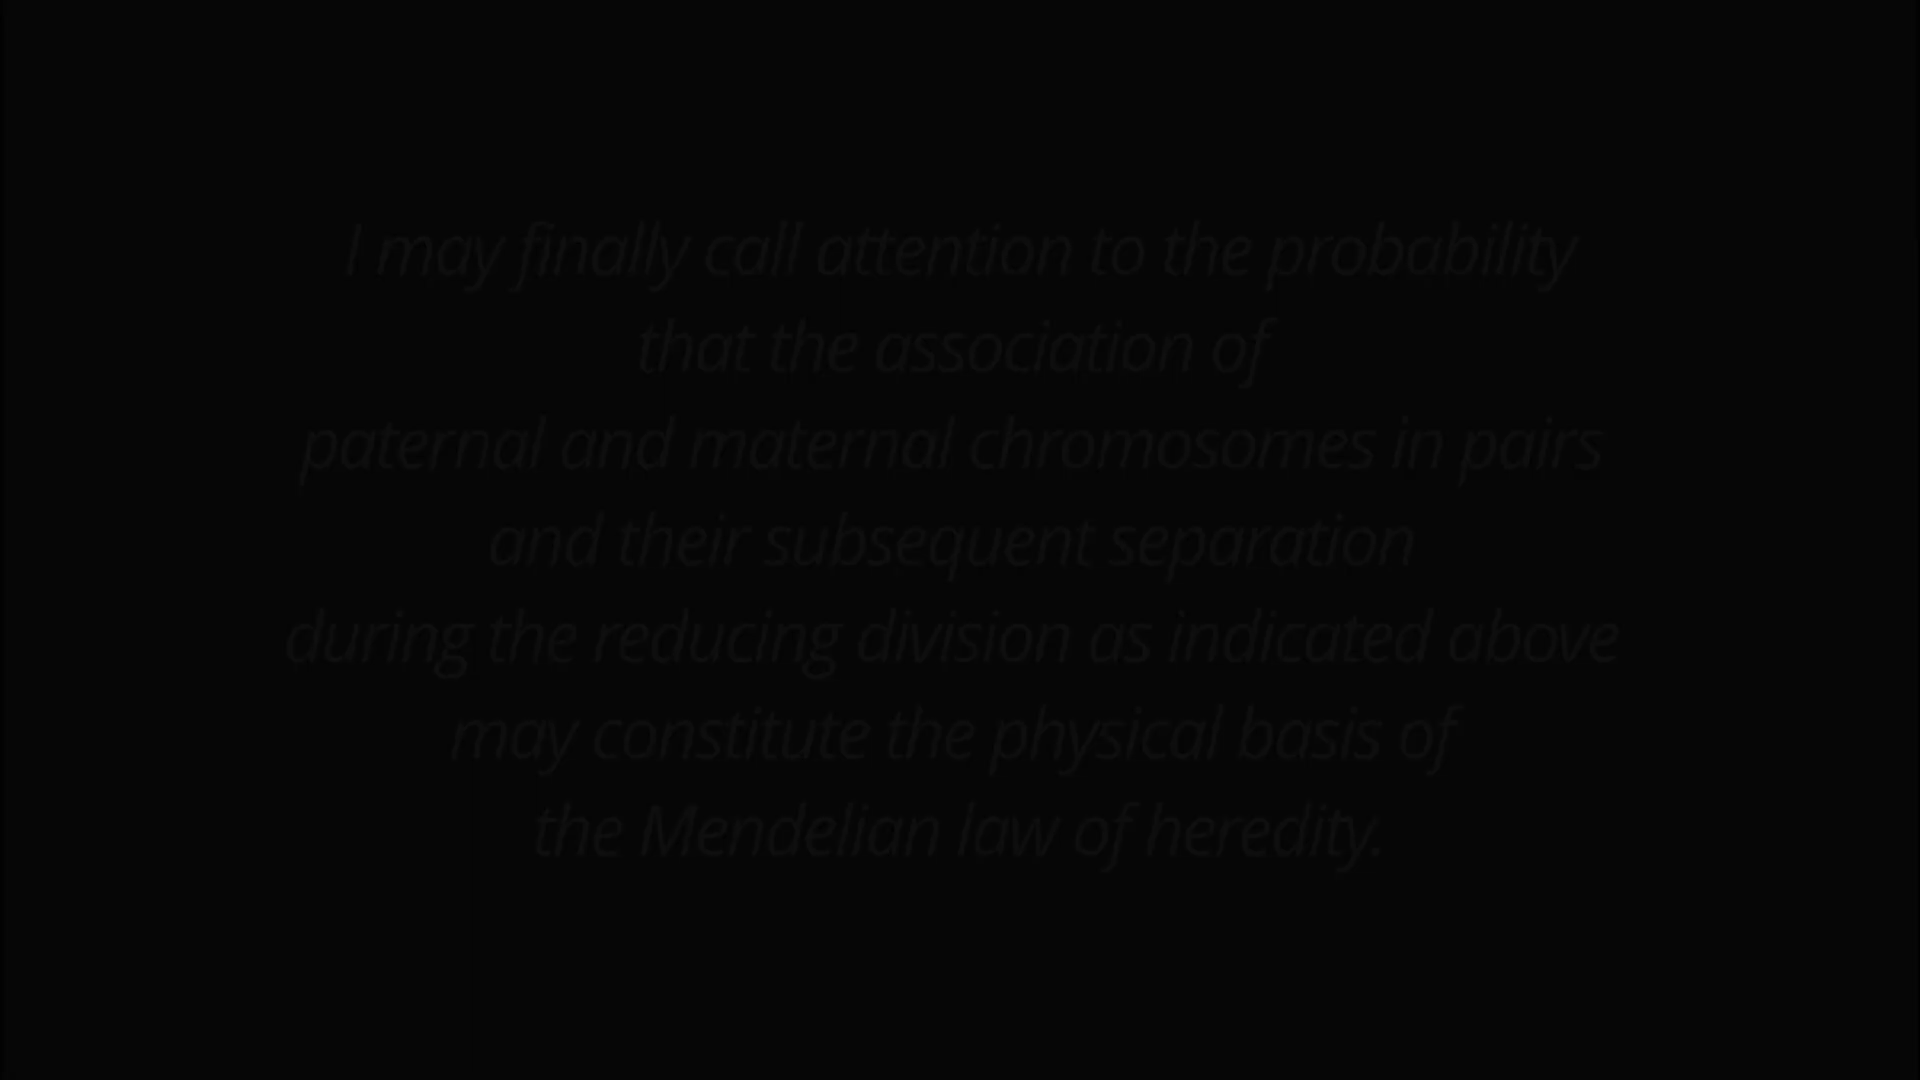 I may finally call attention to the probability
that the association of
paternal and maternal chromosomes in pairs
and their subsequent separation
during the reducing division as indicated above
may constitute the physical basis of
the Mendelian law of heredity.